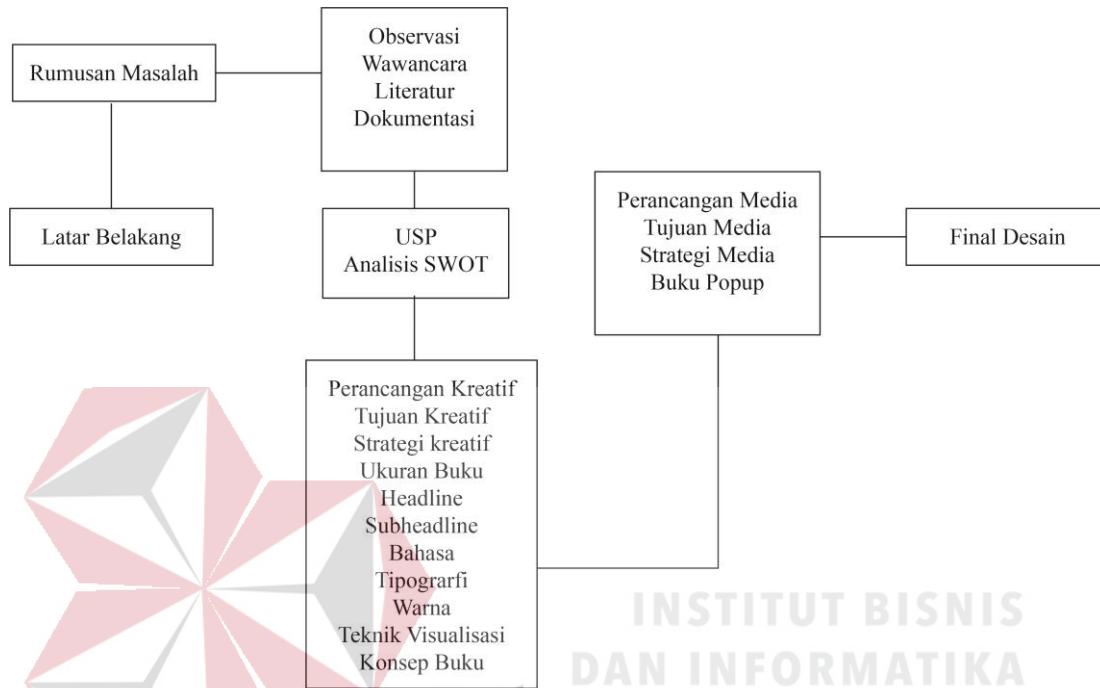 Rumusan Masalah
Latar Belakang
Observasi
Wawancara
Literatur
Dokumentasi
USP
Analisis SWOT
Perancangan Kreatif
Tujuan Kreatif
Strategi kreatif
Ukuran Buku
Headline
Subheadline
Bahasa
Tipograrfi
Warna
Teknik Visualisasi
Konsep Buku
Perancangan Media
Tujuan Media
Strategi Media
Buku Popup
Final Desain
INSTITUT BISNIS
DAN INFORMATIKA